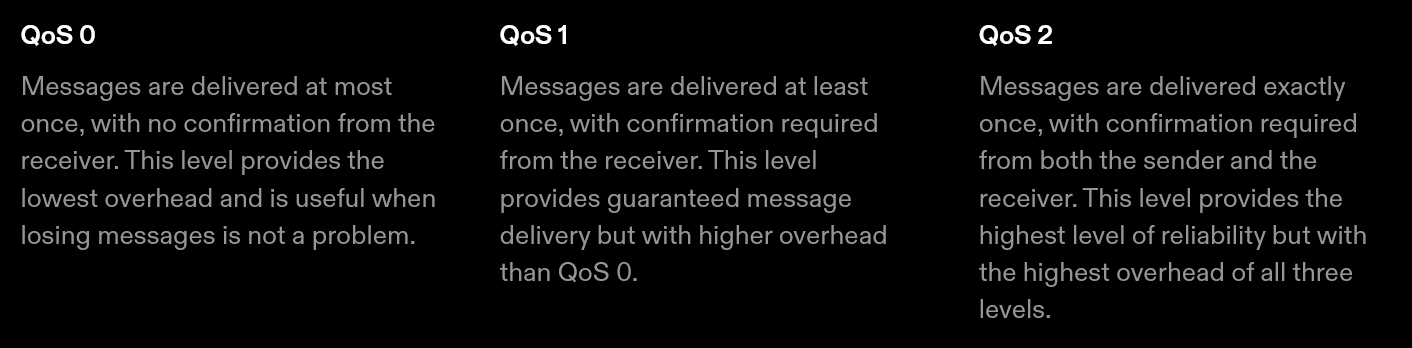 QoS 0
Messages are delivered at most
once, with no confirmation from the
receiver. This level provides the
lowest overhead and is useful when
losing messages is not a problem.
QoS 1
Messages are delivered at least
once, with confirmation required
from the receiver. This level
provides guaranteed message
delivery but with higher overhead
than QoS 0.
QoS 2
Messages are delivered exactly
once, with confirmation required
from both the sender and the
receiver. This level provides the
highest level of reliability but with
the highest overhead of all three
levels.